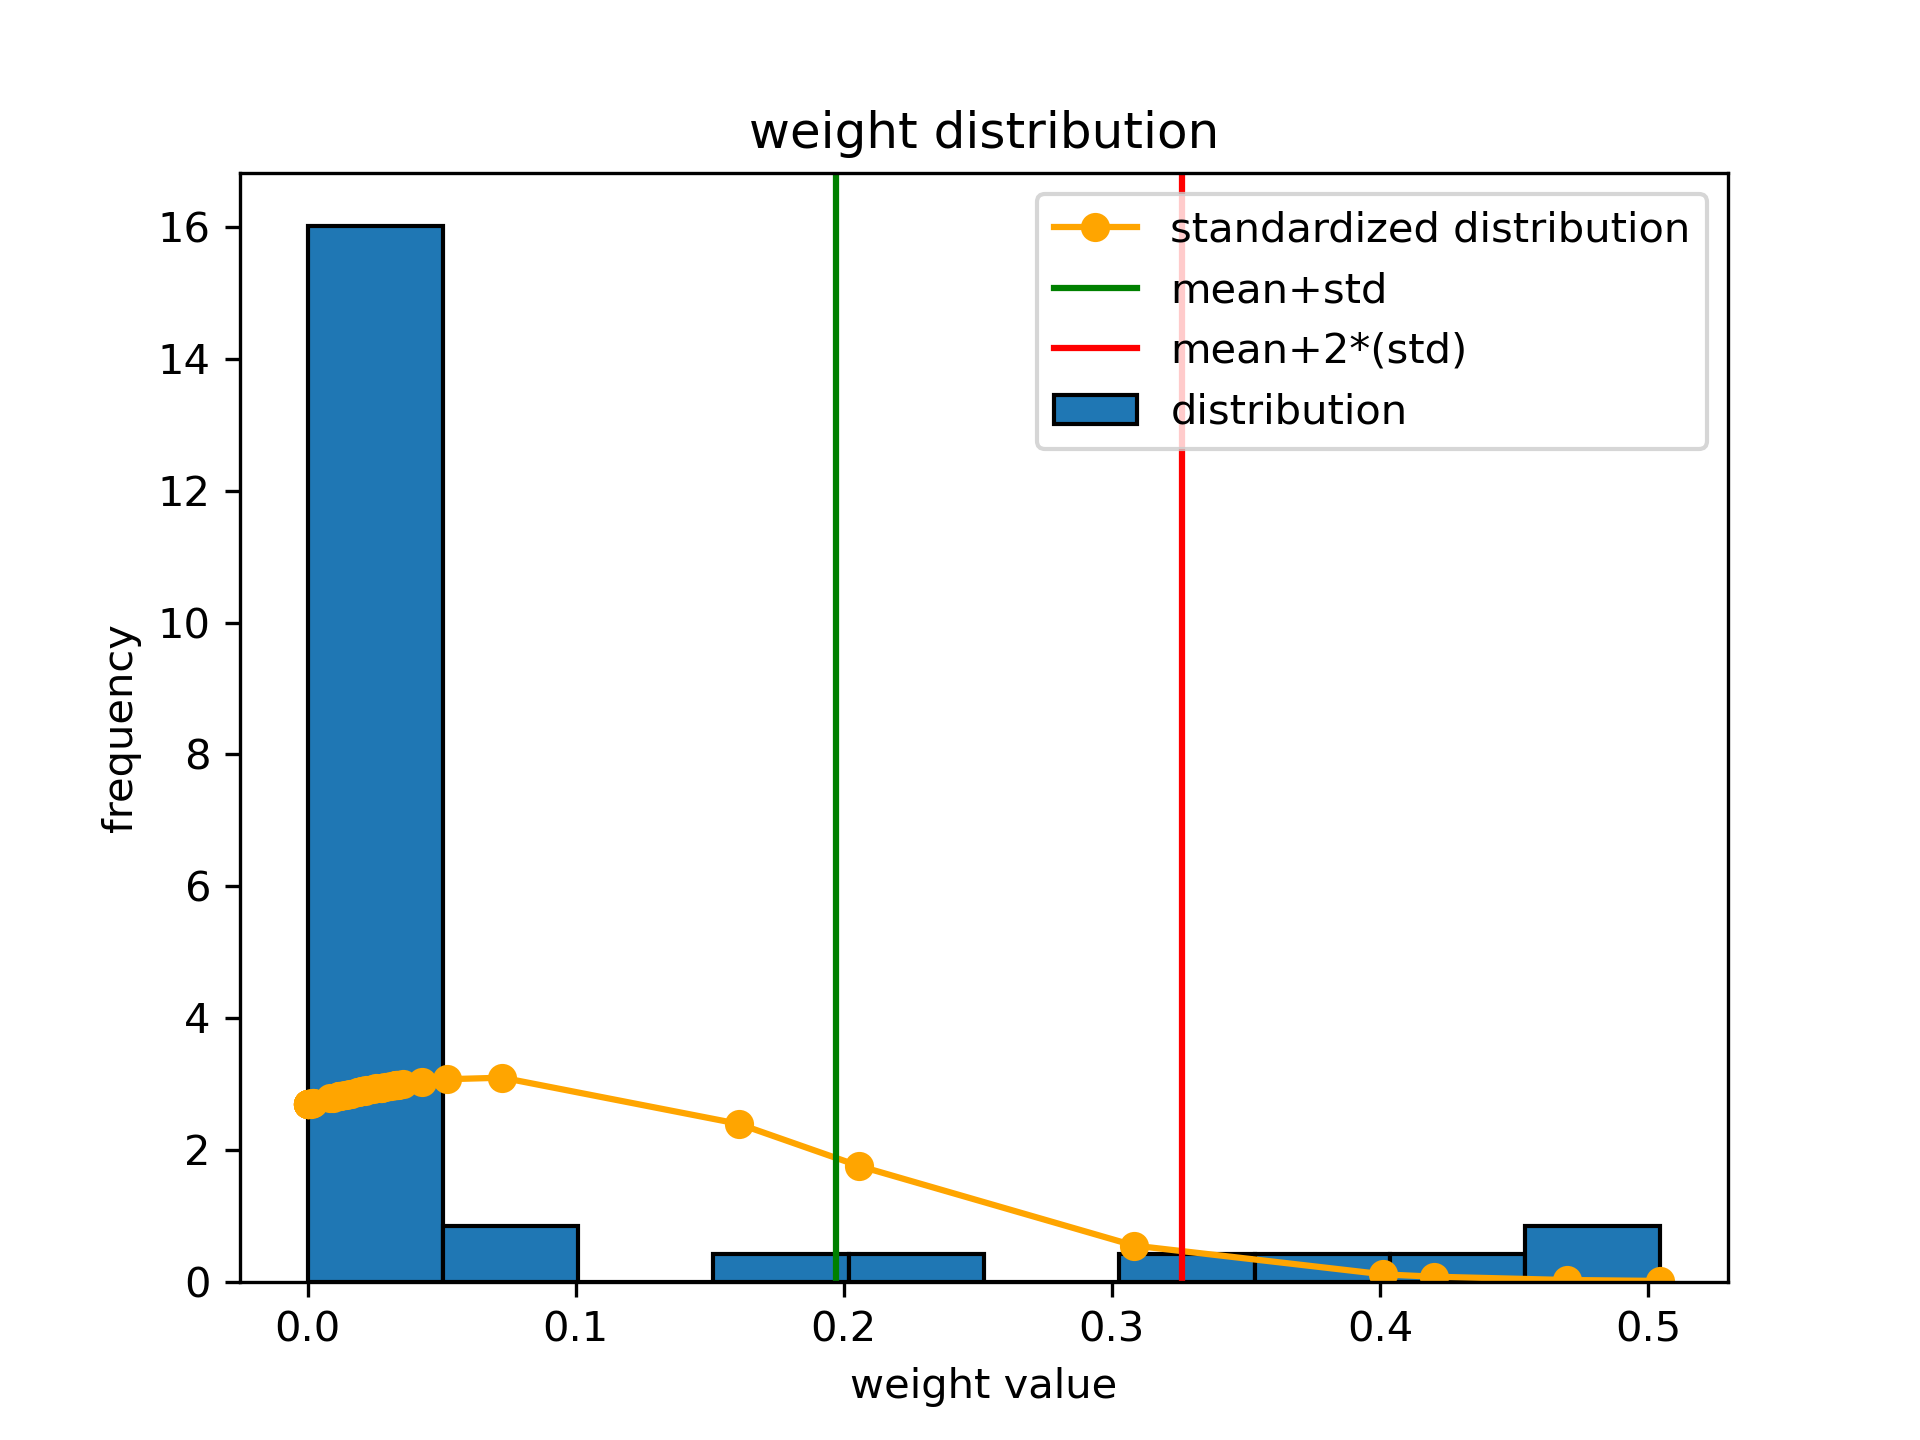 weight distribution
standardized distribution
mean+std
mean+2*(std)
distribution
frequency
16
14
12
10
8
6
4
2
0
0.0 0.1 0.2 0.3 0.4 0.5
weight value